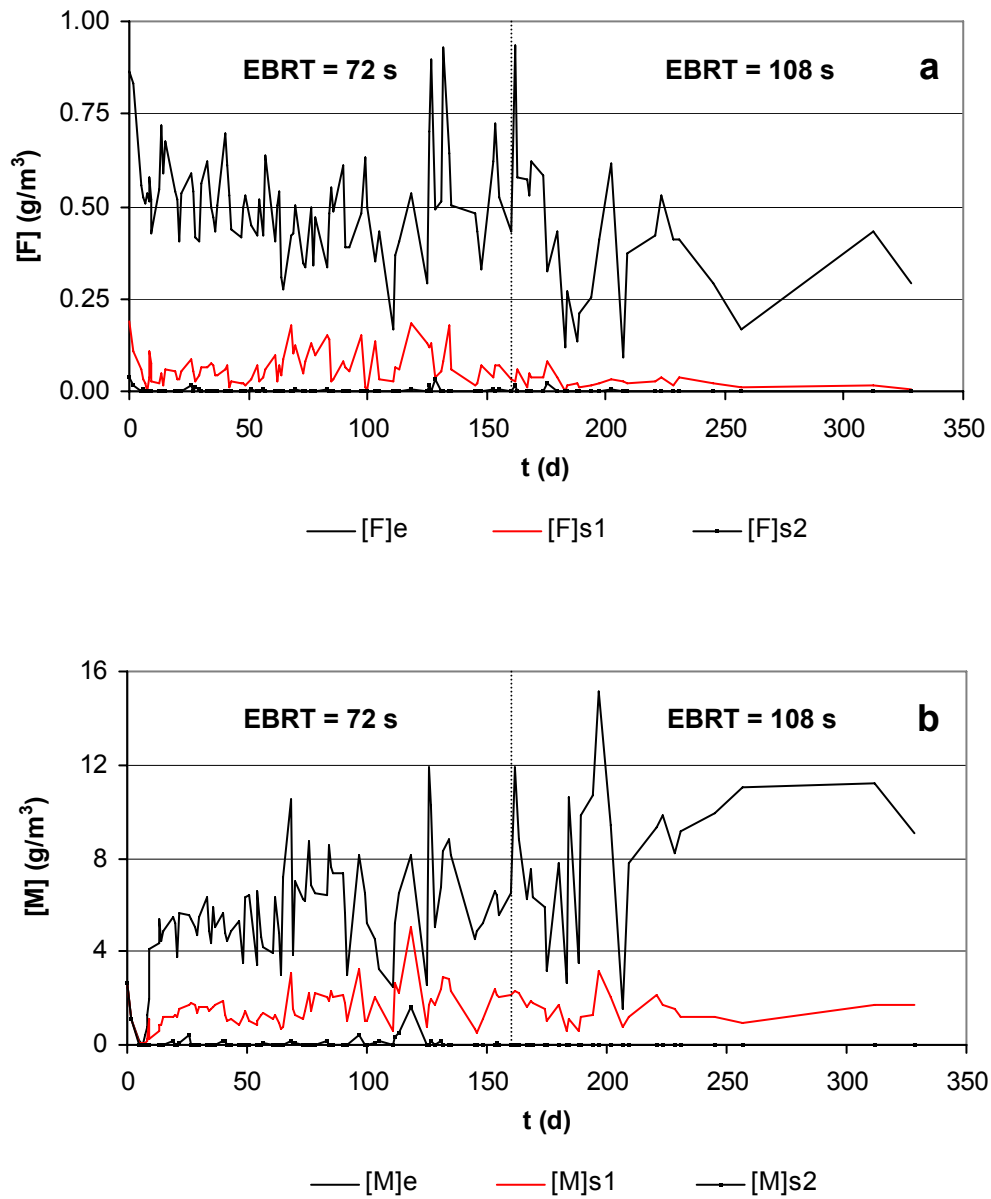 1.00
EBRT = 72 s
EBRT = 108 s
a
0.75
[F] (g/m³)
0.50
0.25
0.00
0 50 100 150 200 250 300 350
t (d)
[F]e [F]s1 [F]s2
16
EBRT = 72 s
EBRT = 108 s
b
12
[M] (g/m³)
8
4
0
0 50 100 150 200 250 300 350
t (d)
[M]e [M]s1 [M]s2